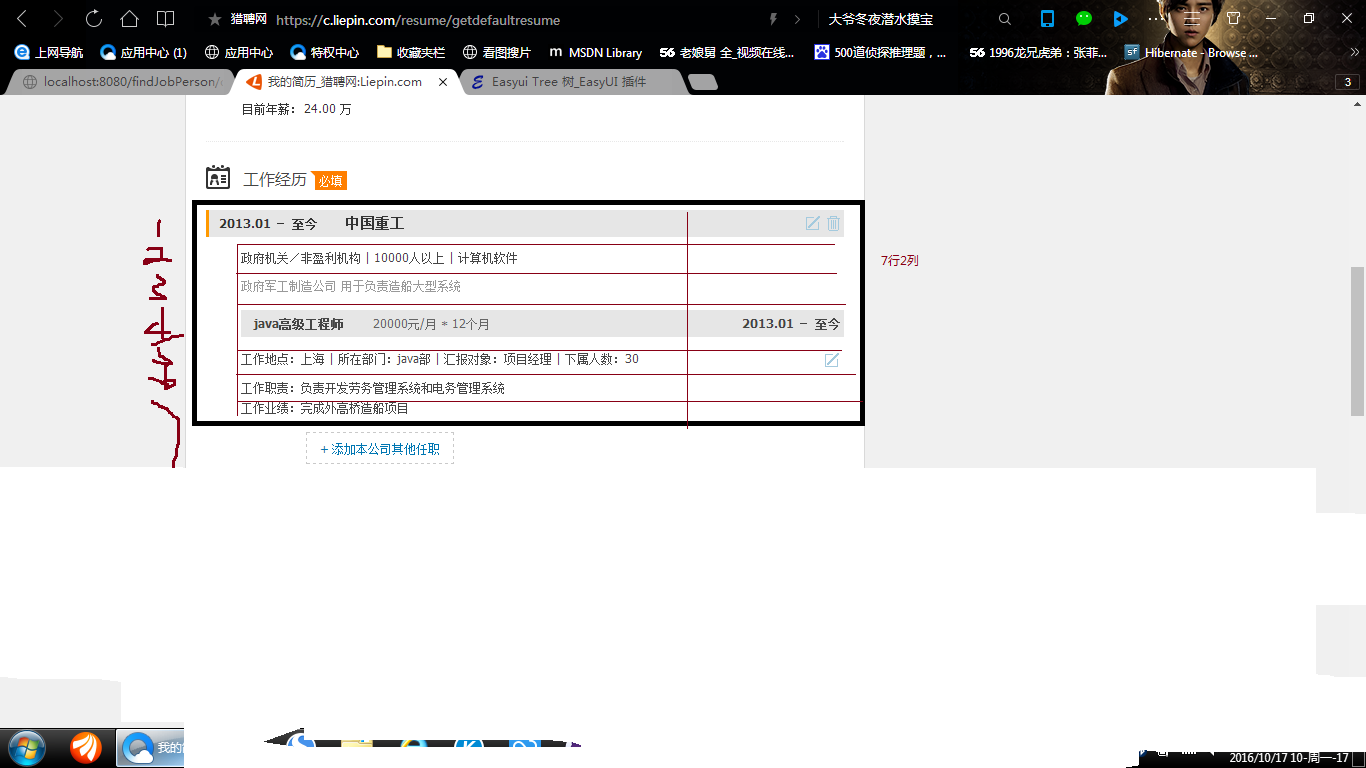 猎聘网 https://c.liepin.com/resume/getdefaultresume 大爷冬夜潜水摸宝
上网导航 应用中心 (1) 应用中心 特权中心 收藏夹栏 看图搜片 m MSDN Library 56 老娘舅 全_视频在线... 500道侦探推理题，... 56 1996龙兄虎弟：张菲... SF Hibernate - Browse ...
localhost:8080/findJobPerson/ 我的简历_猎聘网:Liepin.com Easyui Tree 树_EasyUI 插件 3
目前年薪：24.00 万
工作经历 必填
2013.01 - 至今 中国重工
政府机关／非盈利机构 | 10000人以上 | 计算机软件
7行2列
政府军工制造公司 用于负责造船大型系统
java高级工程师 20000元/月 * 12个月 2013.01 - 至今
工作地点：上海 | 所在部门：java部 | 汇报对象：项目经理 | 下属人数：30
工作职责：负责开发劳务管理系统和电务管理系统
工作业绩：完成外高桥造船项目
+ 添加本公司其他任职
我的
2016/10/17 10-周一-17